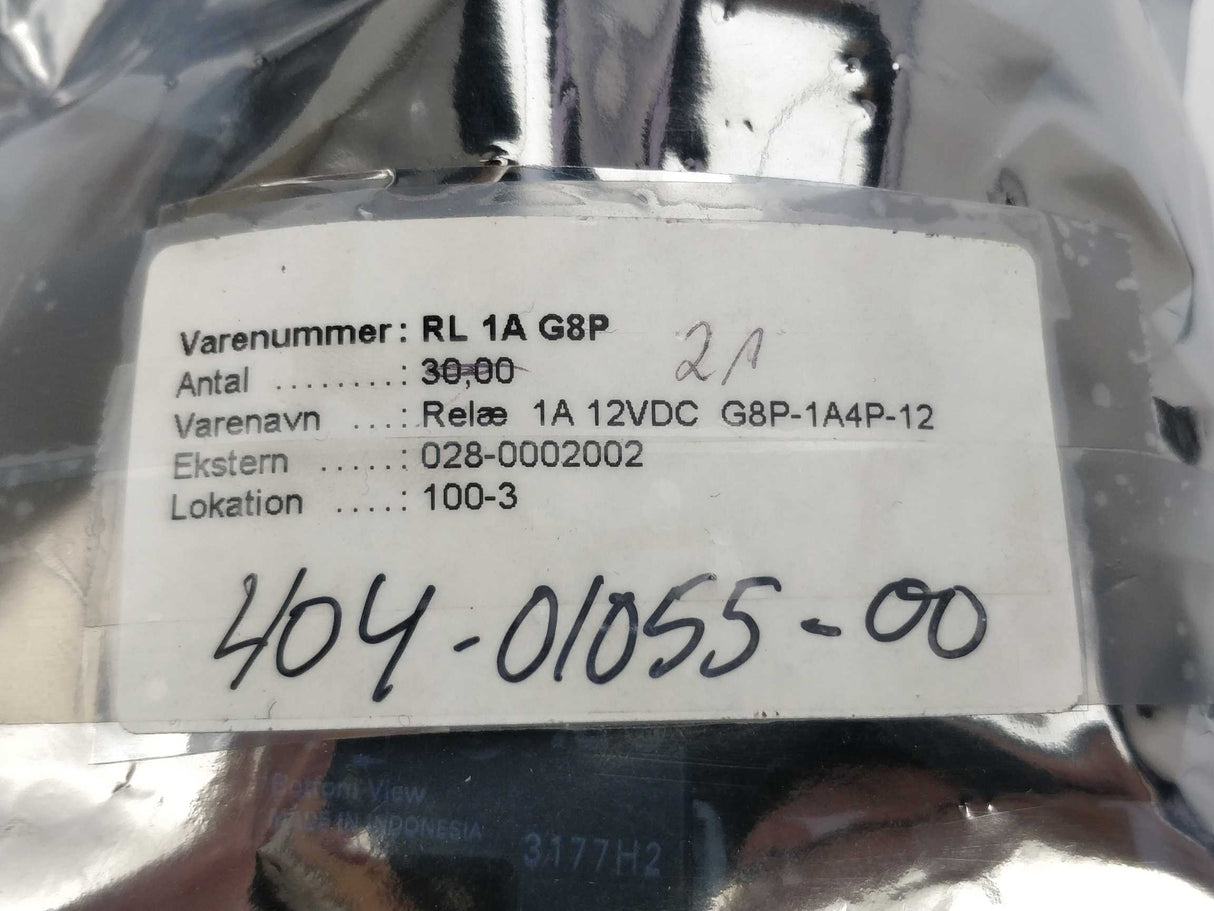 Varenummer: RL 1A G8P
Antal ........: 30,00 21
Varenavn ....: Relæ 1A 12VDC G8P-1A4P-12
Ekstern .....: 028-0002002
Lokation .....: 100-3
404-01055-00
Bottom View
MADE IN INDONESIA
3177H2